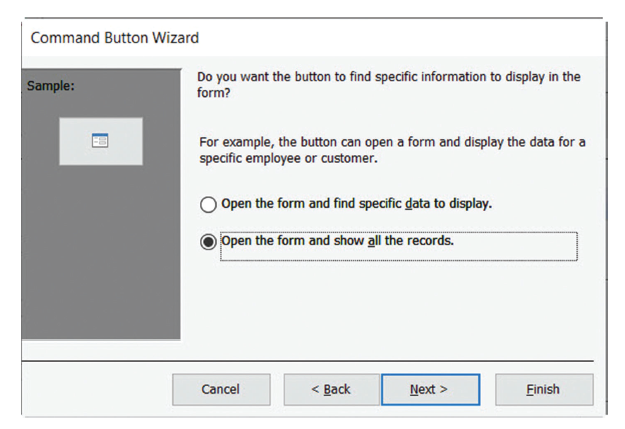 Command Button Wizard
Sample:
Do you want the button to find specific information to display in the
form?
For example, the button can open a form and display the data for a
specific employee or customer.
Open the form and find specific data to display.
Open the form and show all the records.
Cancel
< Back
Next >
Finish